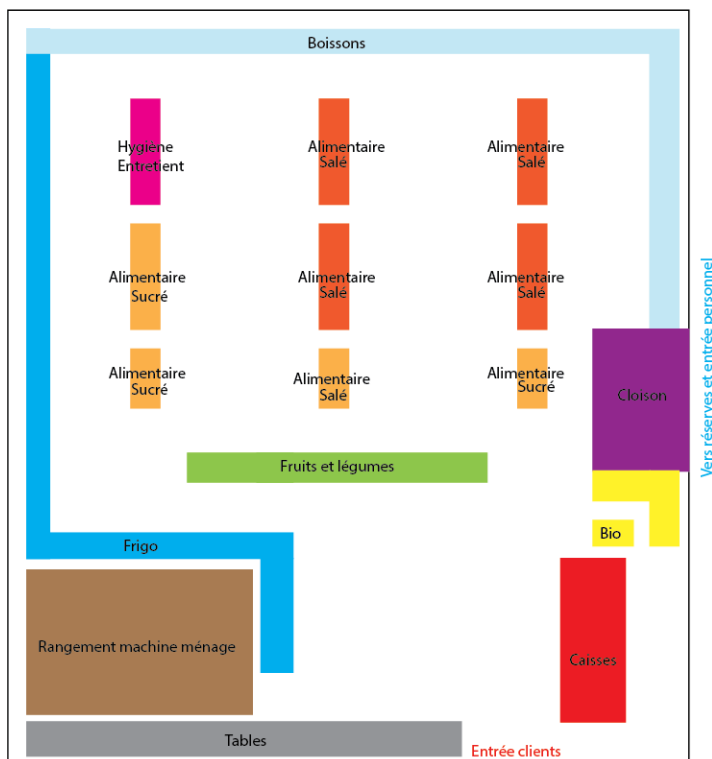 Boissons
Hygiène
Entretient
Alimentaire
Salé
Alimentaire
Salé
Alimentaire
Sucré
Alimentaire
Salé
Alimentaire
Salé
Alimentaire
Sucré
Alimentaire
Salé
Alimentaire
Sucré
Cloison
Vers réserves et entrée personnel
Fruits et légumes
Bio
Frigo
Rangement machine ménage
Caisses
Tables
Entrée clients